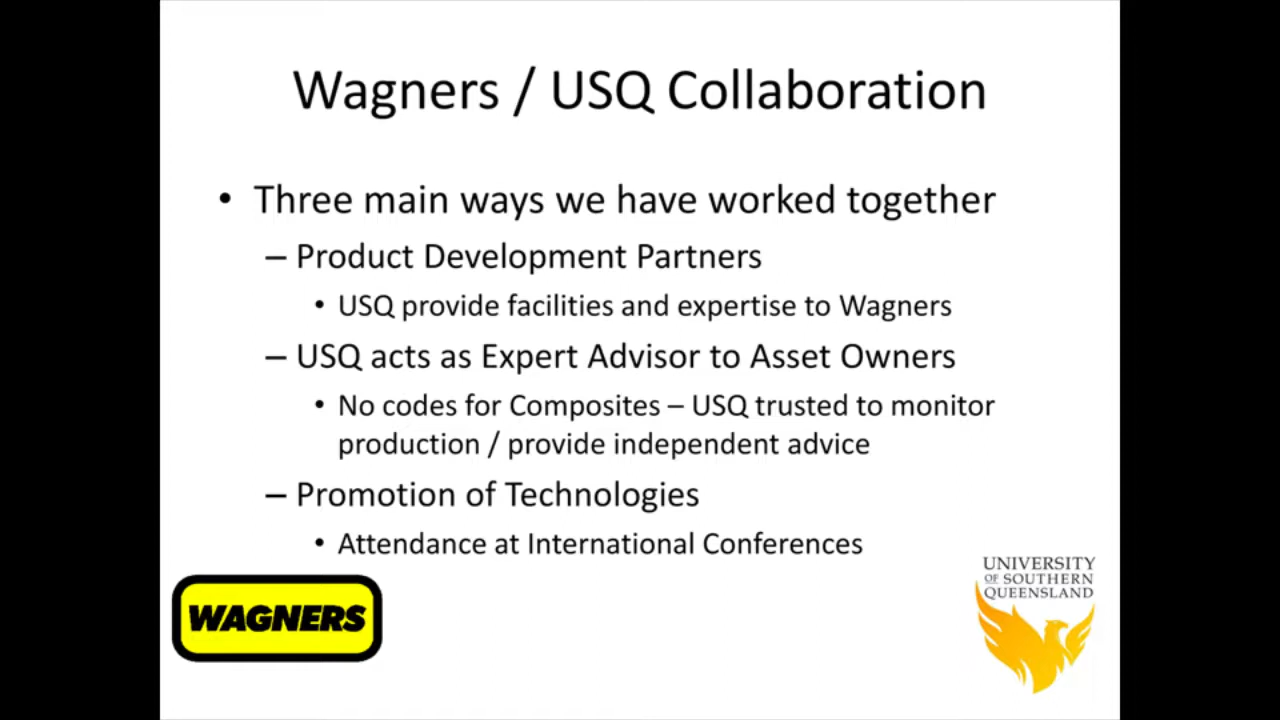 Wagners / USQ Collaboration
• Three main ways we have worked together
– Product Development Partners
• USQ provide facilities and expertise to Wagners
– USQ acts as Expert Advisor to Asset Owners
• No codes for Composites – USQ trusted to monitor
production / provide independent advice
– Promotion of Technologies
• Attendance at International Conferences
WAGNERS
UNIVERSITY
OF SOUTHERN
QUEENSLAND